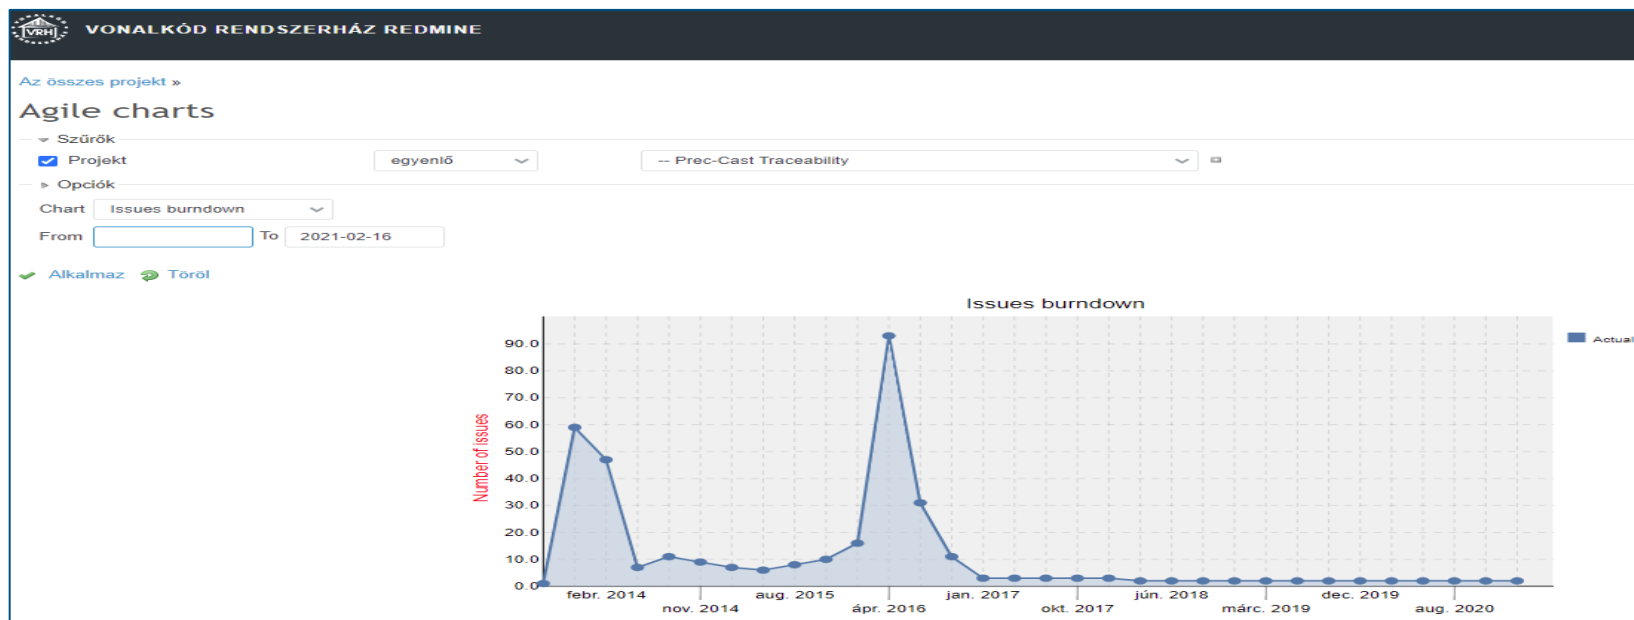 VRH
VONALKÓD RENDSZERHÁZ REDMINE
Az összes projekt »
Agile charts
Szűrők
Projekt egyenlő -- Prec-Cast Traceability
Opciók
Chart Issues burndown
From To 2021-02-16
Alkalmaz Töröl
Issues burndown
Actual
Number of issues
90.0
80.0
70.0
60.0
50.0
40.0
30.0
20.0
10.0
0.0
febr. 2014 aug. 2015 jan. 2017 jún. 2018 dec. 2019
nov. 2014 ápr. 2016 okt. 2017 márc. 2019 aug. 2020